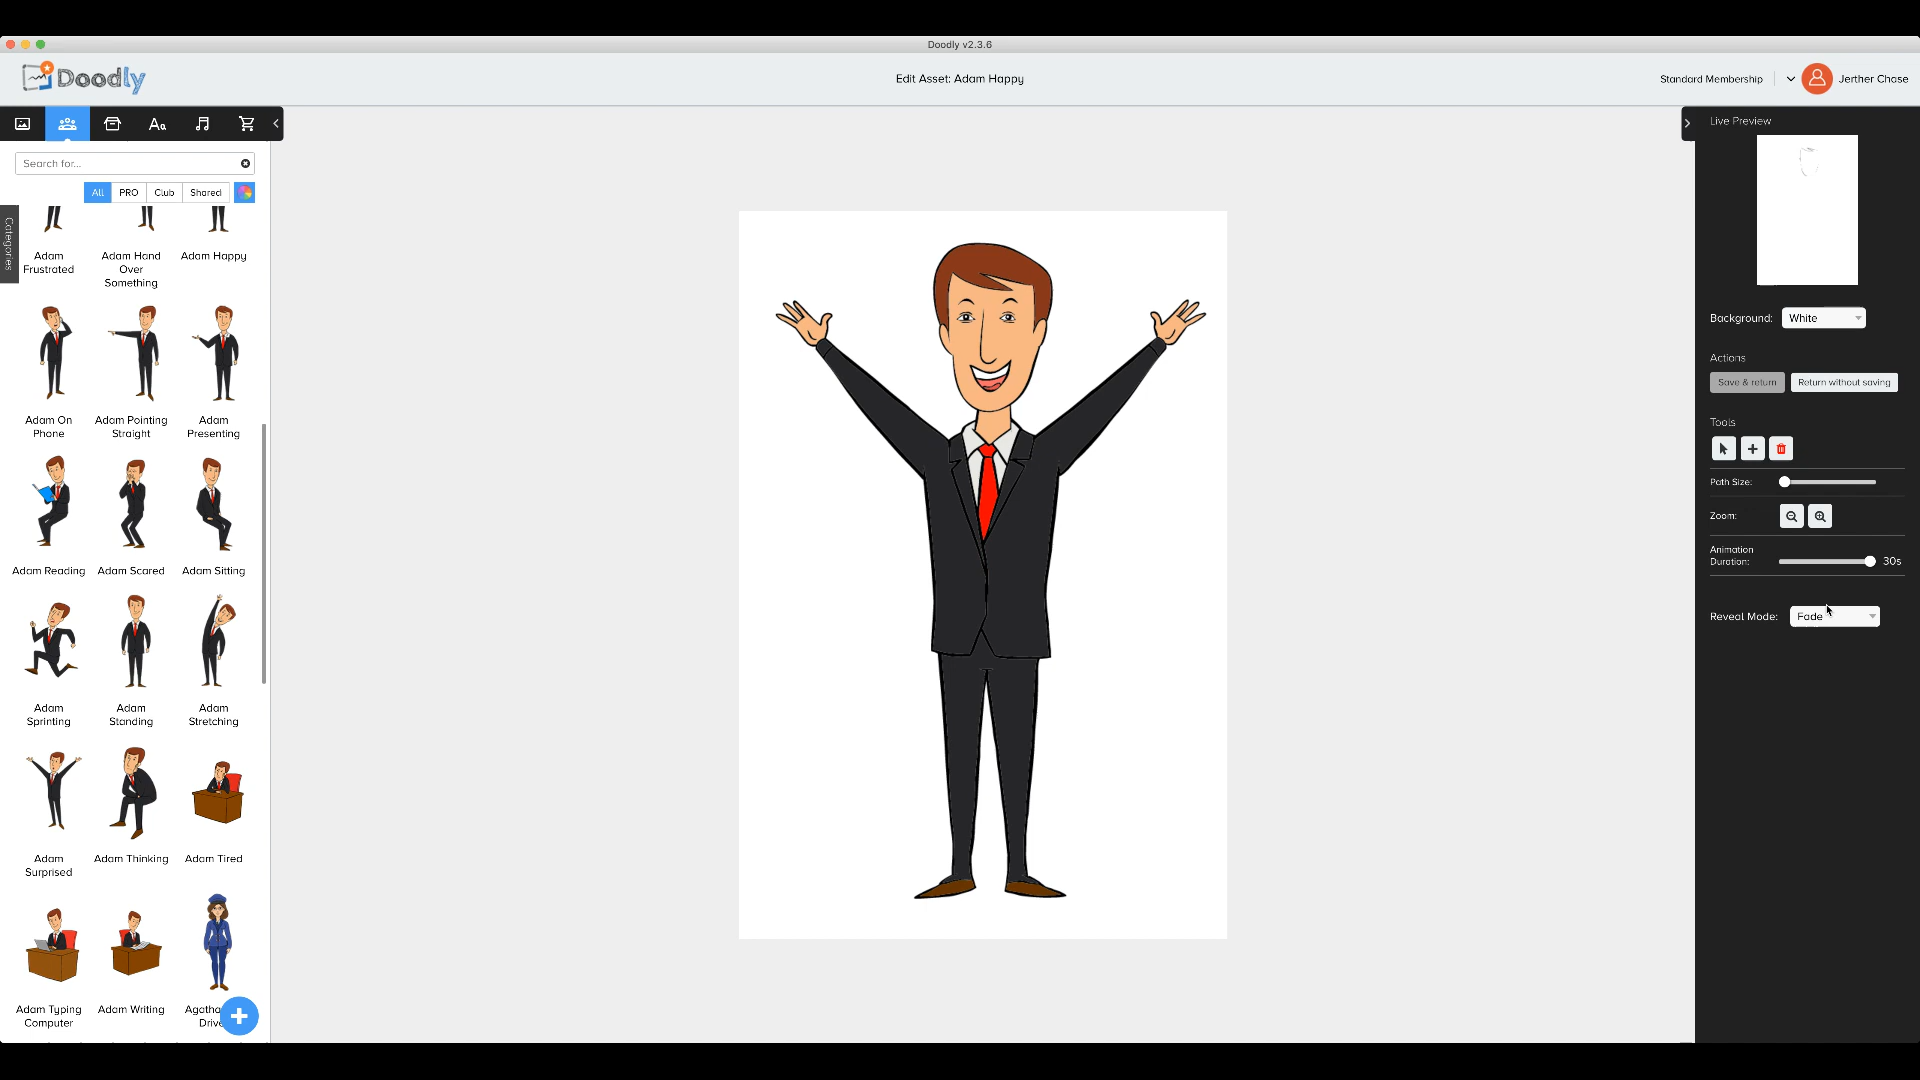 Doodly v2.3.6
Doodly
Edit Asset: Adam Happy
Standard Membership
Jerther Chase
Aa
Search for...
All
PRO
Club
Shared
Categories
Adam
Frustrated
Adam Hand
Over
Something
Adam Happy
Adam On
Phone
Adam Pointing
Straight
Adam
Presenting
Adam Reading
Adam Scared
Adam Sitting
Adam
Sprinting
Adam
Standing
Adam
Stretching
Adam
Surprised
Adam Thinking
Adam Tired
Adam Typing
Computer
Adam Writing
Live Preview
Background:
White
Actions
Save & return
Return without saving
Tools
Path Size:
Zoom:
Animation
Duration:
30s
Reveal Mode:
Fade